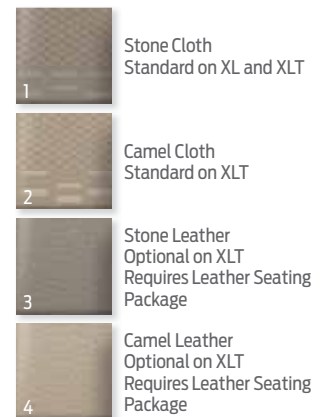 1
Stone Cloth
Standard on XL and XLT
2
Camel Cloth
Standard on XLT
3
Stone Leather
Optional on XLT
Requires Leather Seating
Package
4
Camel Leather
Optional on XLT
Requires Leather Seating
Package